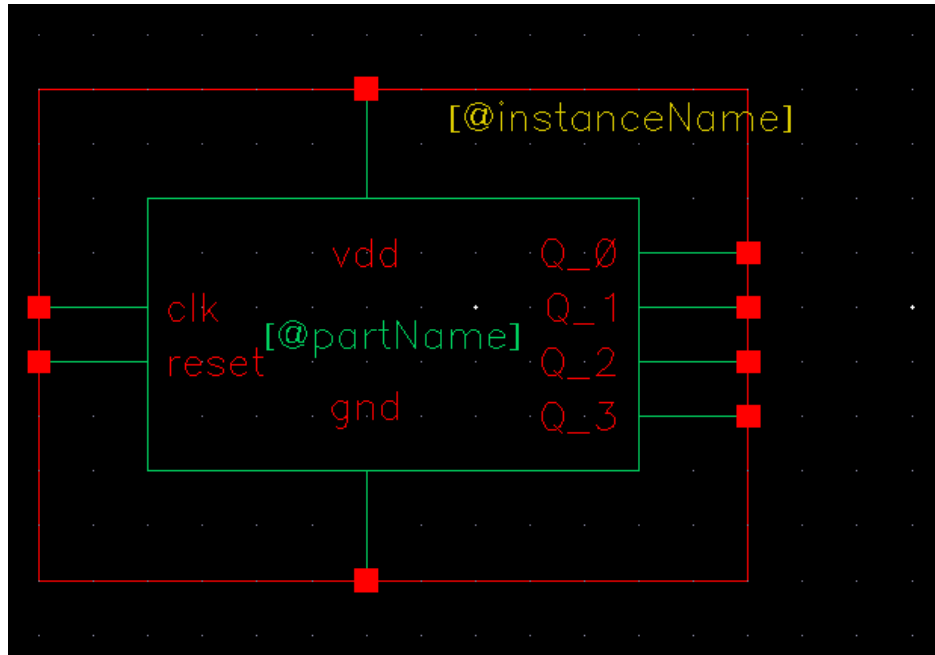 [@instanceName]
vdd
Q_0
clk
Q_1
[@partName]
reset
Q_2
gnd
Q_3